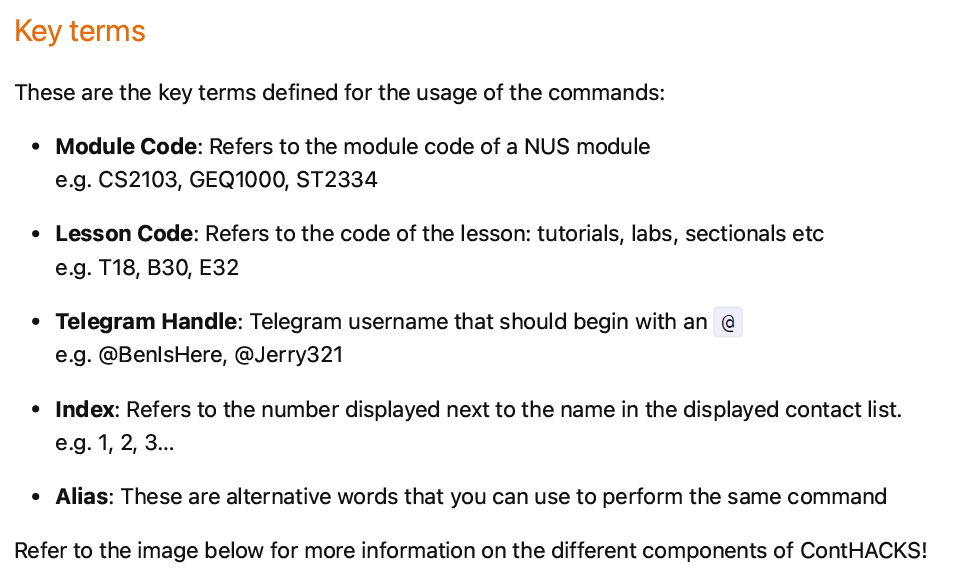 Key terms
These are the key terms defined for the usage of the commands:
• Module Code: Refers to the module code of a NUS module
e.g. CS2103, GEQ1000, ST2334
• Lesson Code: Refers to the code of the lesson: tutorials, labs, sectionals etc
e.g. T18, B30, E32
• Telegram Handle: Telegram username that should begin with an @
e.g. @BenIsHere, @Jerry321
• Index: Refers to the number displayed next to the name in the displayed contact list.
e.g. 1, 2, 3...
• Alias: These are alternative words that you can use to perform the same command
Refer to the image below for more information on the different components of ContHACKS!